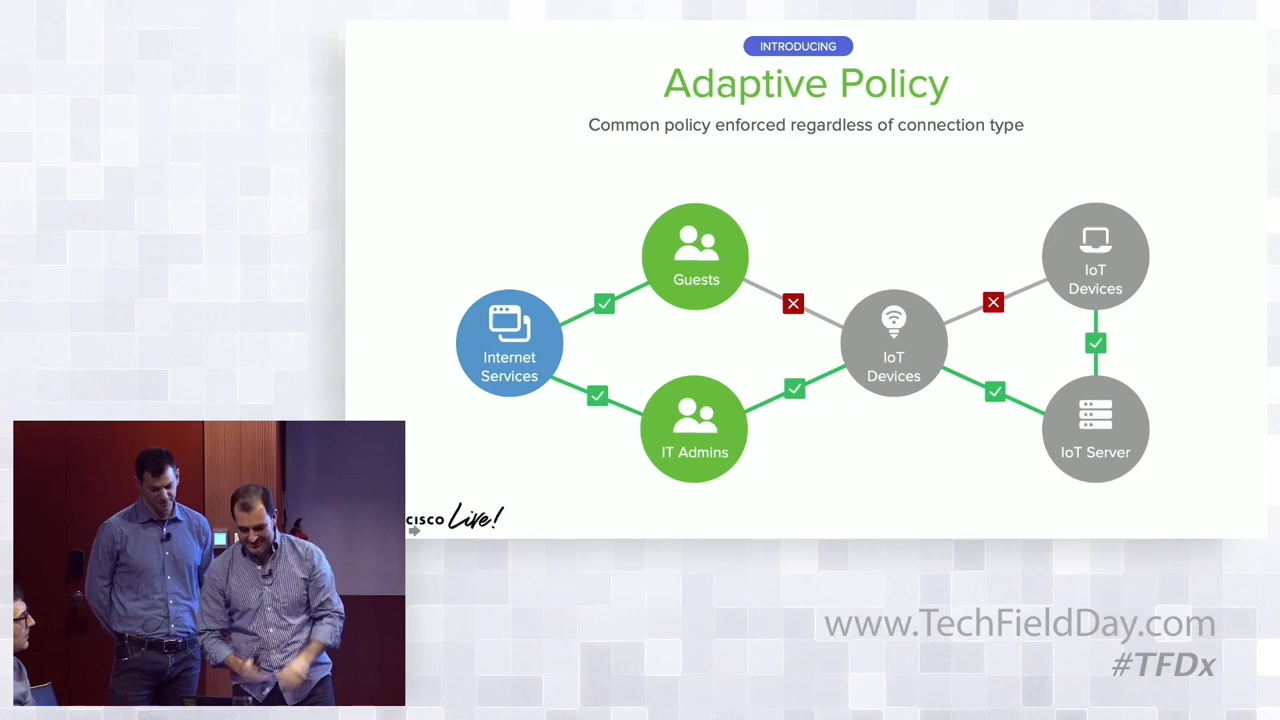 INTRODUCING
Adaptive Policy
Common policy enforced regardless of connection type
Guests
IoT
Devices
Internet
Services
IoT
Devices
IT Admins
IoT Server
CISCO Live!
www.TechFieldDay.com
#TFDx